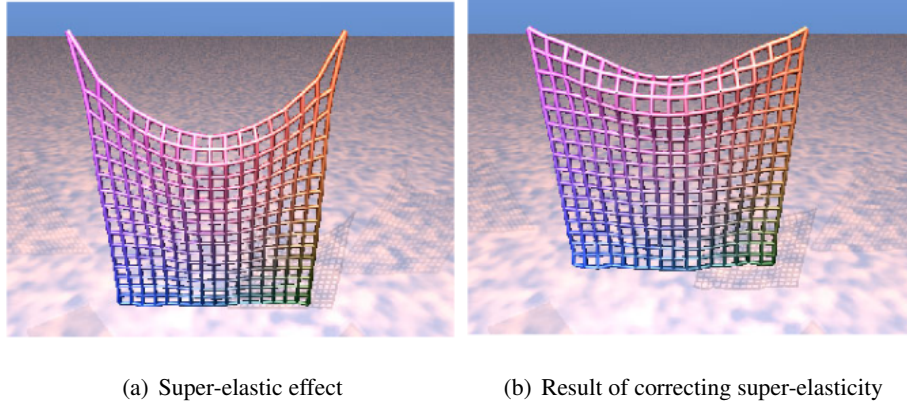 (a) Super-elastic effect
(b) Result of correcting super-elasticity